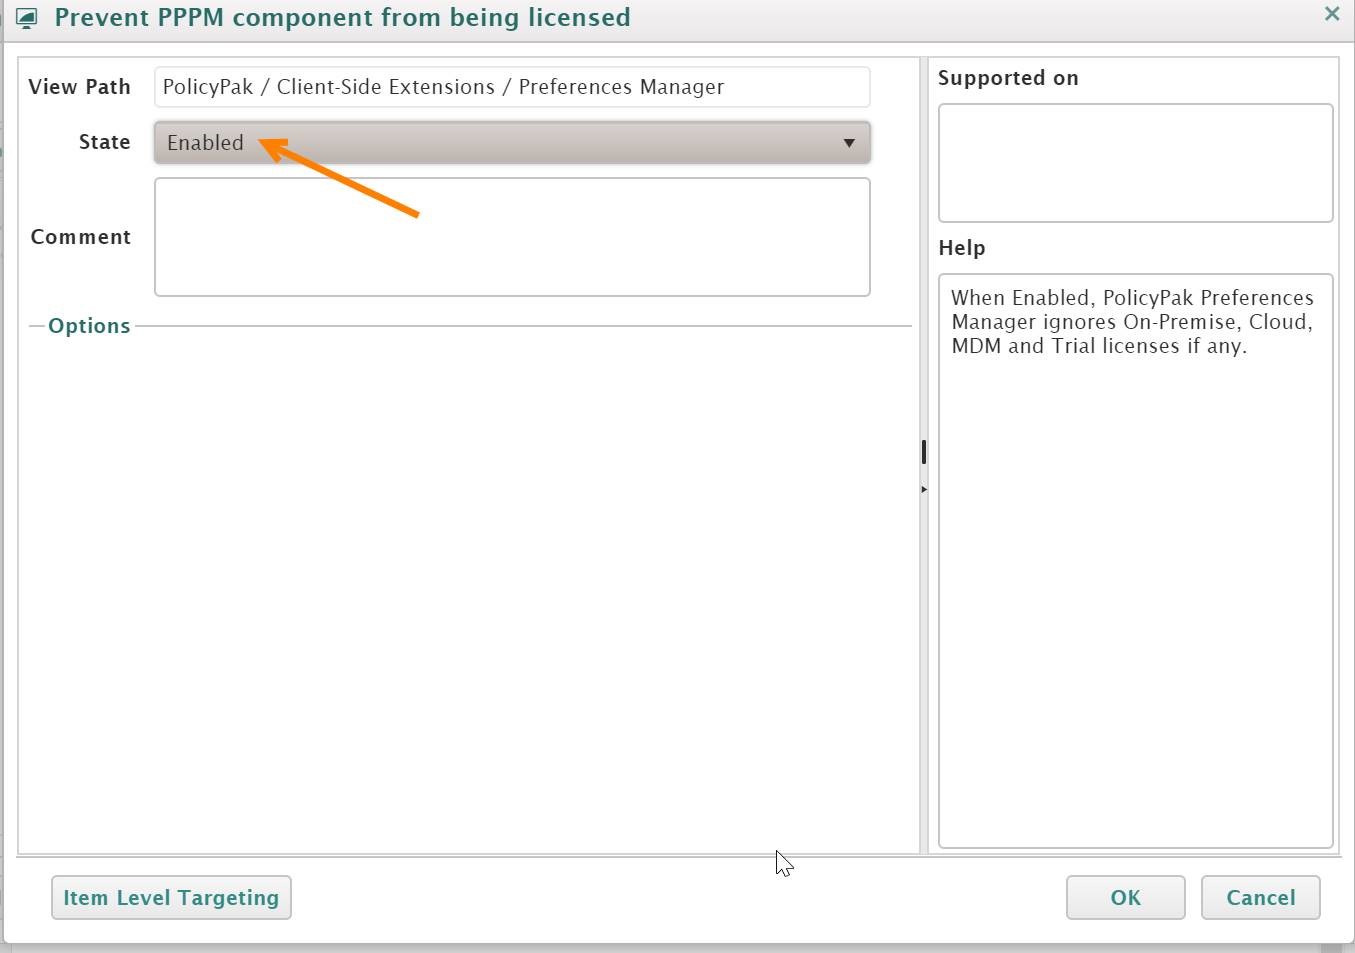 Prevent PPPM component from being licensed
View Path
PolicyPak / Client-Side Extensions / Preferences Manager
State
Enabled
Comment
Options
Supported on
Help
When Enabled, PolicyPak Preferences
Manager ignores On-Premise, Cloud,
MDM and Trial licenses if any.
Item Level Targeting
OK
Cancel